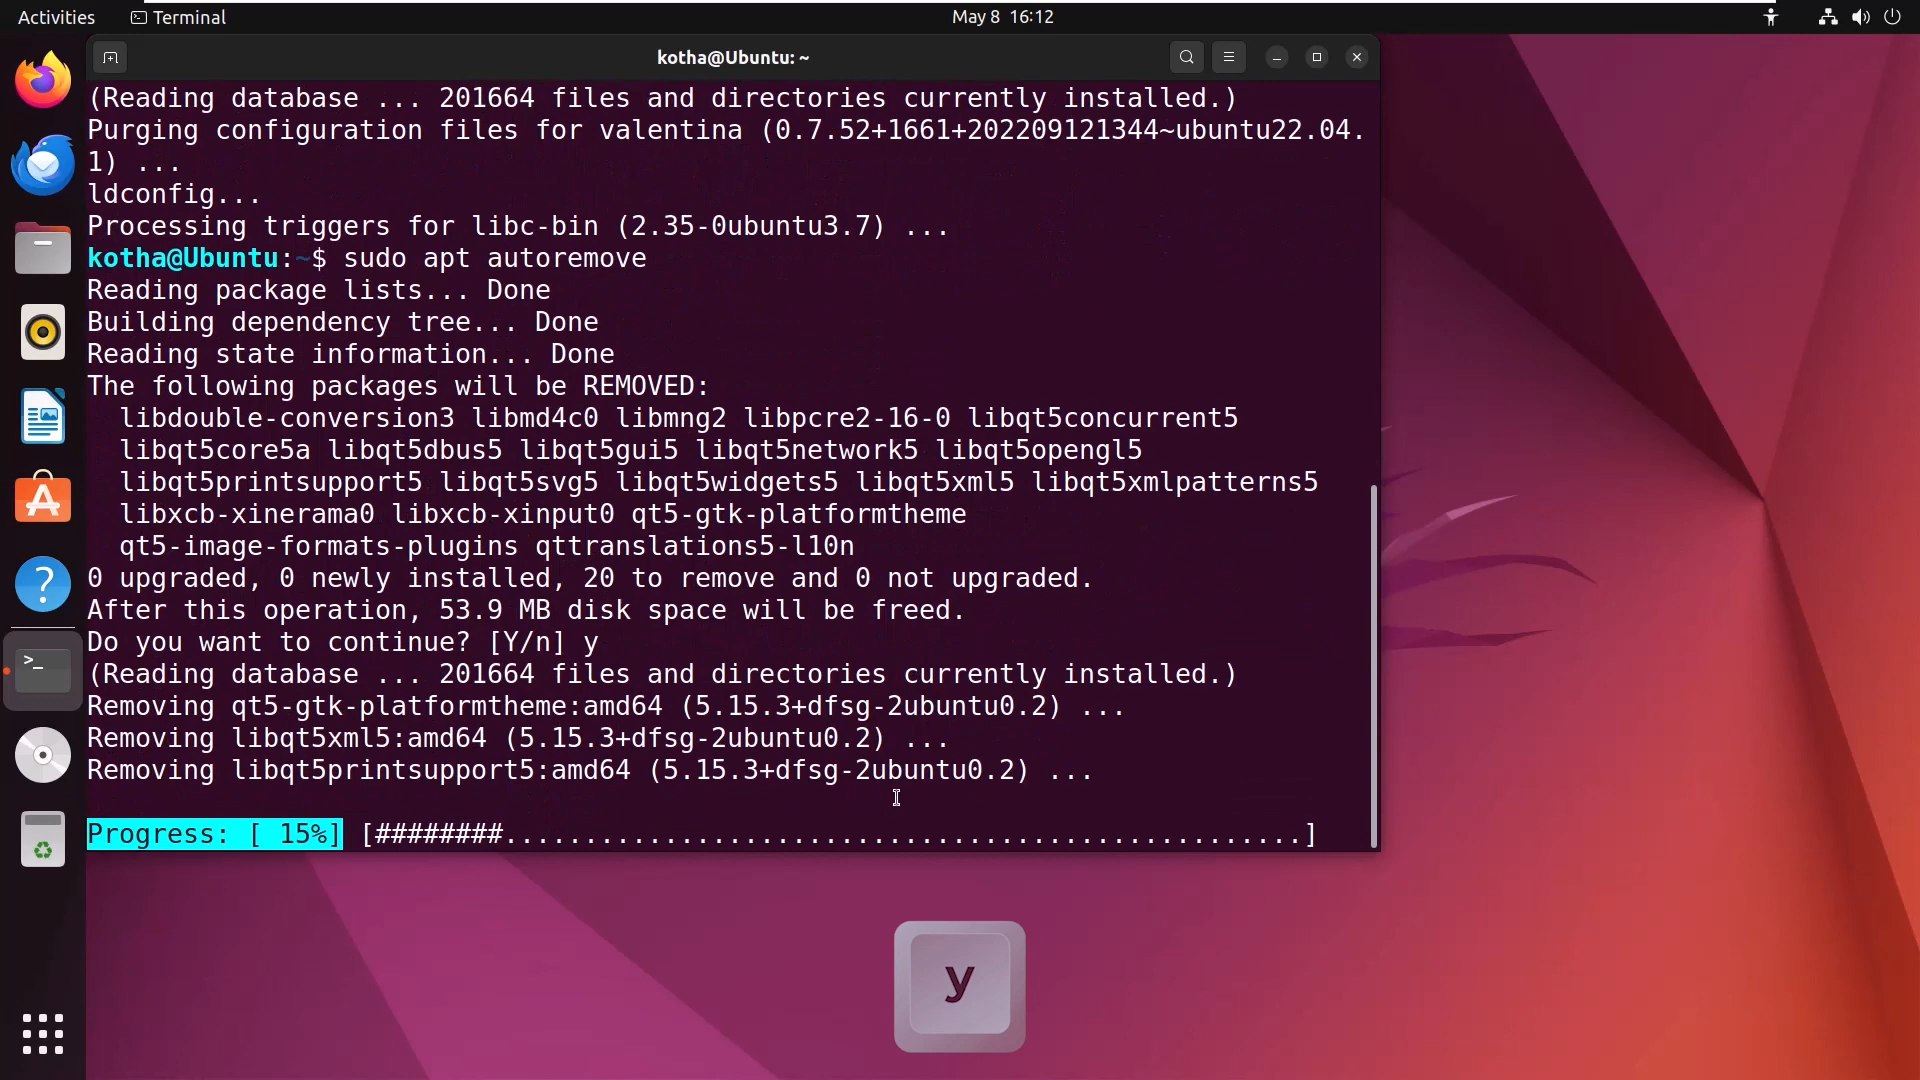 Activities Terminal May 8 16:12
kotha@Ubuntu: ~
(Reading database ... 201664 files and directories currently installed.)
Purging configuration files for valentina (0.7.52+1661+202209121344~ubuntu22.04.
1) ...
ldconfig...
Processing triggers for libc-bin (2.35-0ubuntu3.7) ...
kotha@Ubuntu:~$ sudo apt autoremove
Reading package lists... Done
Building dependency tree... Done
Reading state information... Done
The following packages will be REMOVED:
  libdouble-conversion3 libmd4c0 libmng2 libpcre2-16-0 libqt5concurrent5
  libqt5core5a libqt5dbus5 libqt5gui5 libqt5network5 libqt5opengl5
  libqt5printsupport5 libqt5svg5 libqt5widgets5 libqt5xml5 libqt5xmlpatterns5
  libxcb-xinerama0 libxcb-xinput0 qt5-gtk-platformtheme
  qt5-image-formats-plugins qttranslations5-l10n
0 upgraded, 0 newly installed, 20 to remove and 0 not upgraded.
After this operation, 53.9 MB disk space will be freed.
Do you want to continue? [Y/n] y
(Reading database ... 201664 files and directories currently installed.)
Removing qt5-gtk-platformtheme:amd64 (5.15.3+dfsg-2ubuntu0.2) ...
Removing libqt5xml5:amd64 (5.15.3+dfsg-2ubuntu0.2) ...
Removing libqt5printsupport5:amd64 (5.15.3+dfsg-2ubuntu0.2) ...
Progress: [ 15%] [########..................................................]
y